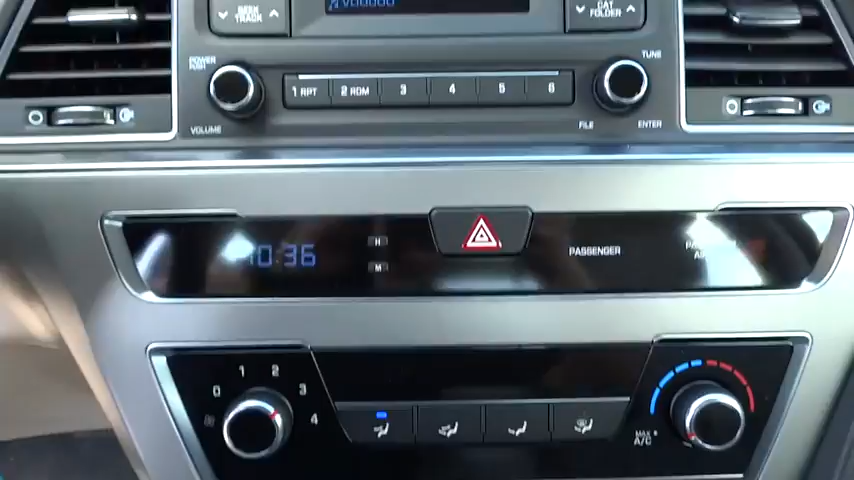 SEEK
TRACK
CAT
FOLDER
POWER
PUSH
TUNE
1 RPT 2 RDM 3 4 5 6
VOLUME
FILE
ENTER
10:36
H
M
PASSENGER
0 1 2 3 4
MAX
A/C